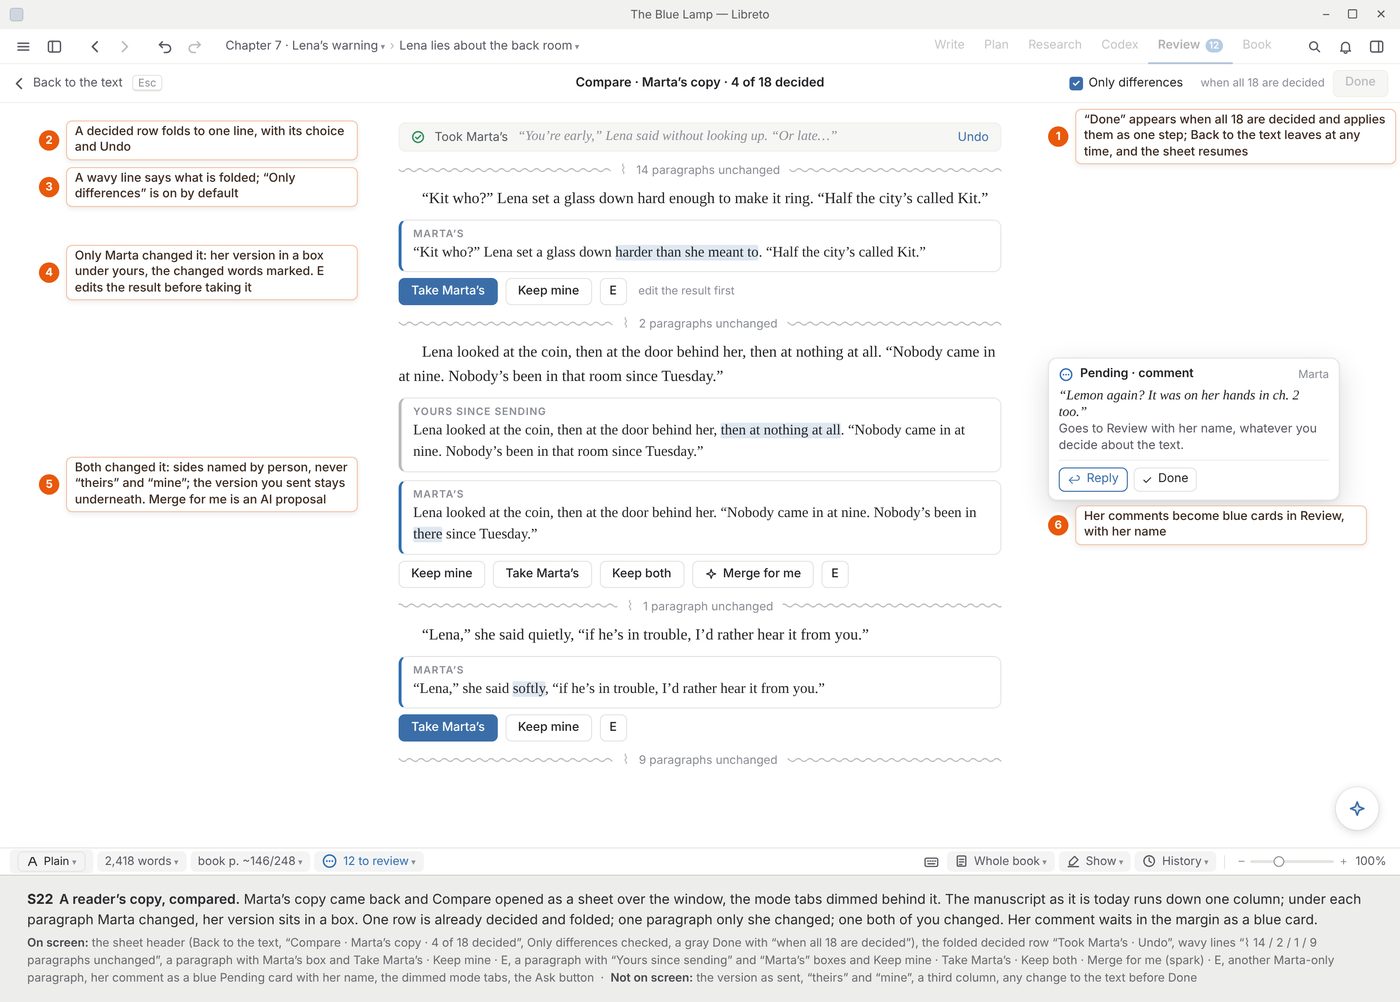 The Blue Lamp — Libreto
Chapter 7 · Lena’s warning › Lena lies about the back room
Write Plan Research Codex Review 12 Book
Back to the text Esc
Compare · Marta’s copy · 4 of 18 decided
Only differences when all 18 are decided Done
2 A decided row folds to one line, with its choice
and Undo
3 A wavy line says what is folded; “Only
differences” is on by default
4 Only Marta changed it: her version in a box
under yours, the changed words marked. E
edits the result before taking it
5 Both changed it: sides named by person, never
“theirs” and “mine”; the version you sent stays
underneath. Merge for me is an AI proposal
Took Marta’s “You’re early,” Lena said without looking up. “Or late…” Undo
14 paragraphs unchanged
“Kit who?” Lena set a glass down hard enough to make it ring. “Half the city’s called Kit.”
MARTA’S
“Kit who?” Lena set a glass down harder than she meant to. “Half the city’s called Kit.”
Take Marta’s Keep mine E edit the result first
2 paragraphs unchanged
Lena looked at the coin, then at the door behind her, then at nothing at all. “Nobody came in
at nine. Nobody’s been in that room since Tuesday.”
YOURS SINCE SENDING
Lena looked at the coin, then at the door behind her, then at nothing at all. “Nobody came in at
nine. Nobody’s been in that room since Tuesday.”
MARTA’S
Lena looked at the coin, then at the door behind her. “Nobody came in at nine. Nobody’s been in
there since Tuesday.”
Keep mine Take Marta’s Keep both Merge for me E
1 paragraph unchanged
“Lena,” she said quietly, “if he’s in trouble, I’d rather hear it from you.”
MARTA’S
“Lena,” she said softly, “if he’s in trouble, I’d rather hear it from you.”
Take Marta’s Keep mine E
9 paragraphs unchanged
1 “Done” appears when all 18 are decided and applies
them as one step; Back to the text leaves at any
time, and the sheet resumes
Pending · comment Marta
“Lemon again? It was on her hands in ch. 2
too.”
Goes to Review with her name, whatever you
decide about the text.
Reply Done
6 Her comments become blue cards in Review,
with her name
A Plain 2,418 words book p. ~146/248 12 to review
Whole book Show History − + 100%
S22 A reader’s copy, compared. Marta’s copy came back and Compare opened as a sheet over the window, the mode tabs dimmed behind it. The manuscript as it is today runs down one column; under each
paragraph Marta changed, her version sits in a box. One row is already decided and folded; one paragraph only she changed; one both of you changed. Her comment waits in the margin as a blue card.
On screen: the sheet header (Back to the text, “Compare · Marta’s copy · 4 of 18 decided”, Only differences checked, a gray Done with “when all 18 are decided”), the folded decided row “Took Marta’s · Undo”, wavy lines “⌇ 14 / 2 / 1 / 9
paragraphs unchanged”, a paragraph with Marta’s box and Take Marta’s · Keep mine · E, a paragraph with “Yours since sending” and “Marta’s” boxes and Keep mine · Take Marta’s · Keep both · Merge for me (spark) · E, another Marta-only
paragraph, her comment as a blue Pending card with her name, the dimmed mode tabs, the Ask button · Not on screen: the version as sent, “theirs” and “mine”, a third column, any change to the text before Done